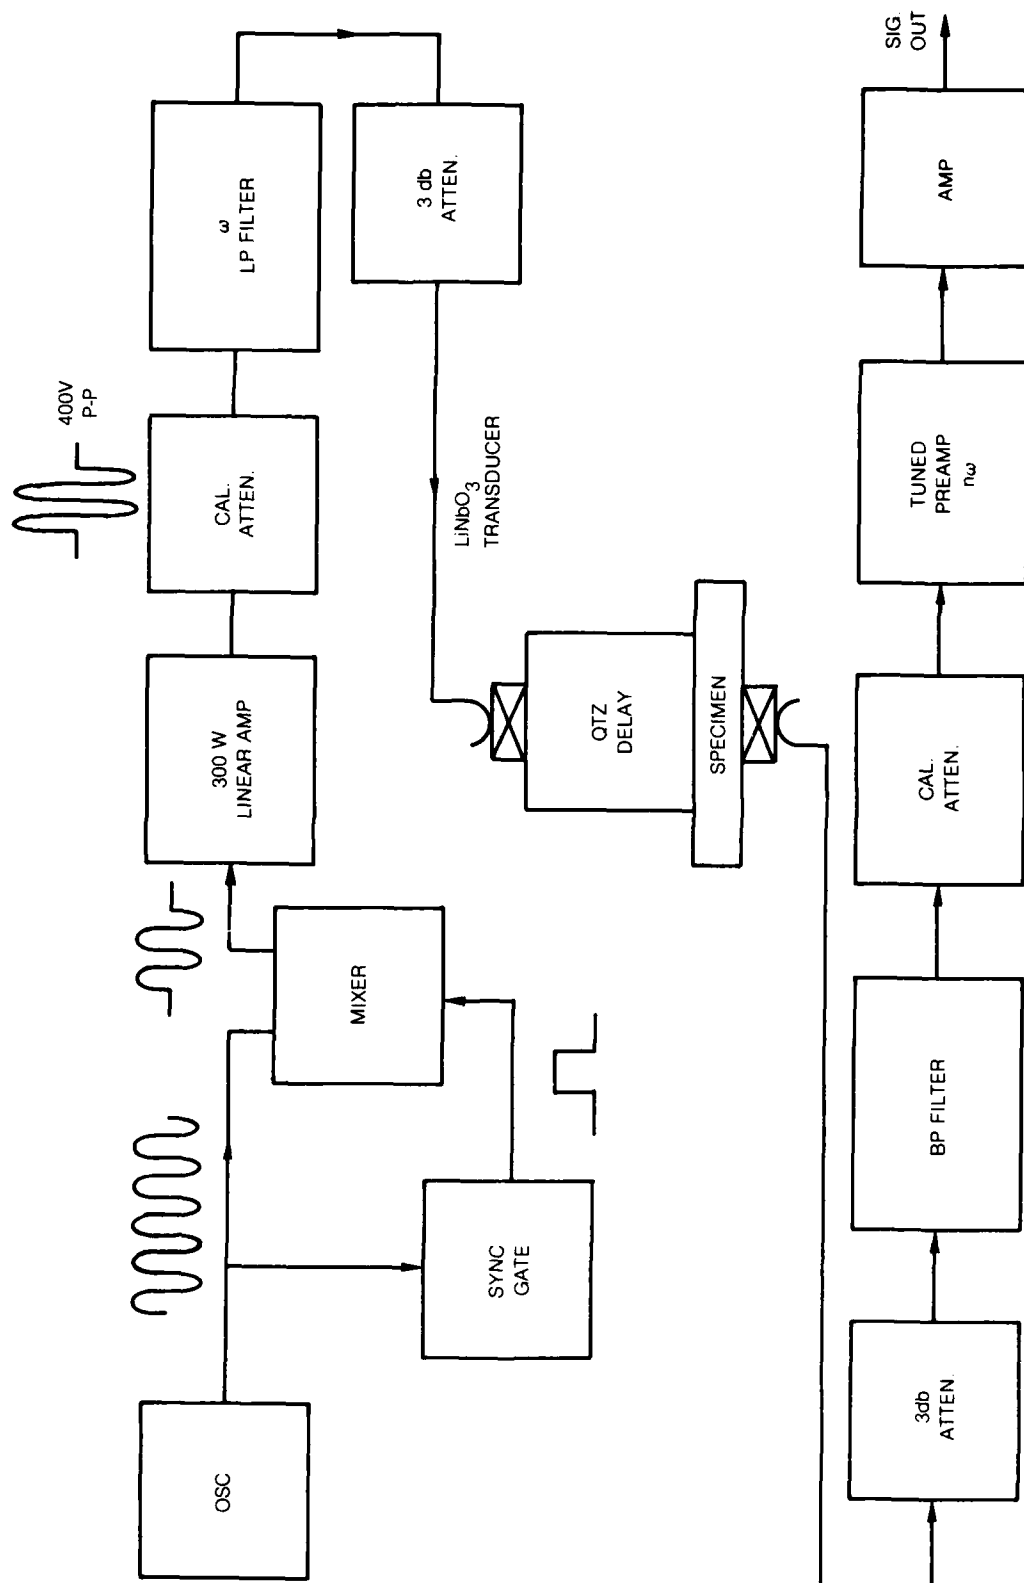 OSC
SYNC
GATE
MIXER
300 W
LINEAR AMP
CAL.
ATTEN.
400V
P-P
ω
LP FILTER
3 db
ATTEN.
LiNbO3
TRANSDUCER
QTZ
DELAY
SPECIMEN
3db
ATTEN.
BP FILTER
CAL.
ATTEN.
TUNED
PREAMP
nω
AMP
SIG.
OUT